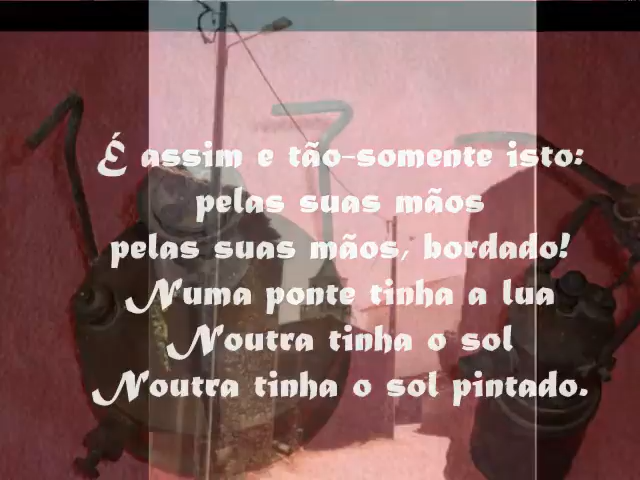 É assim e tão-somente isto:
pelas suas mãos
pelas suas mãos, bordado!
Numa ponte tinha a lua
Noutra tinha o sol
Noutra tinha o sol pintado.